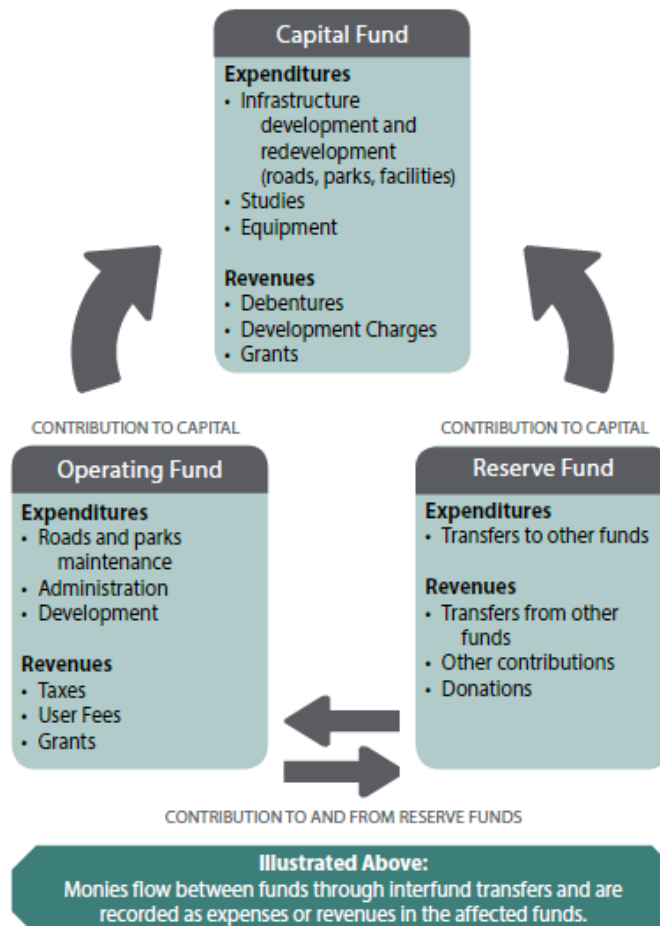 Capital Fund
Expenditures
• Infrastructure
development and
redevelopment
(roads, parks, facilities)
• Studies
• Equipment
Revenues
• Debentures
• Development Charges
• Grants
CONTRIBUTION TO CAPITAL
Operating Fund
Expenditures
• Roads and parks
maintenance
• Administration
• Development
Revenues
• Taxes
• User Fees
• Grants
CONTRIBUTION TO CAPITAL
Reserve Fund
Expenditures
• Transfers to other funds
Revenues
• Transfers from other
funds
• Other contributions
• Donations
CONTRIBUTION TO AND FROM RESERVE FUNDS
Illustrated Above:
Monies flow between funds through interfund transfers and are
recorded as expenses or revenues in the affected funds.